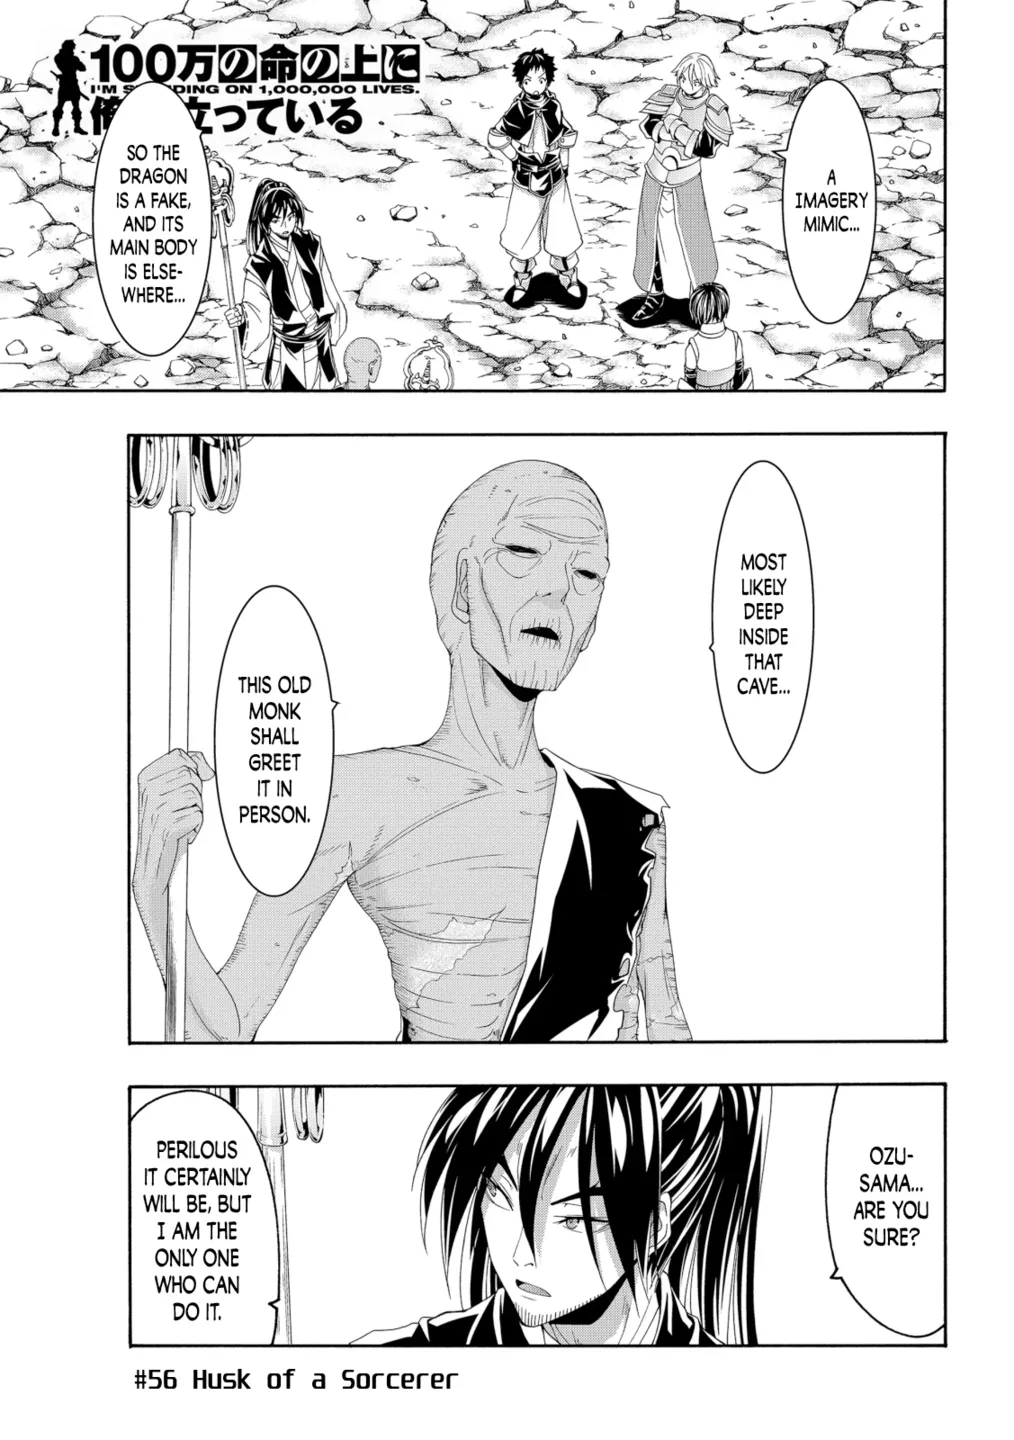 100万の命の上に
I'M STANDING ON 1,000,000 LIVES.
俺は立っている
A
IMAGERY
MIMIC...
SO THE
DRAGON
IS A FAKE,
AND ITS
MAIN BODY
IS ELSE-
WHERE...
MOST
LIKELY
DEEP
INSIDE
THAT
CAVE...
THIS OLD
MONK
SHALL
GREET
IT IN
PERSON.
OZU-
SAMA...
ARE YOU
SURE?
PERILOUS
IT CERTAINLY
WILL BE, BUT
I AM THE
ONLY ONE
WHO CAN
DO IT.
#56 Husk of a Sorcerer